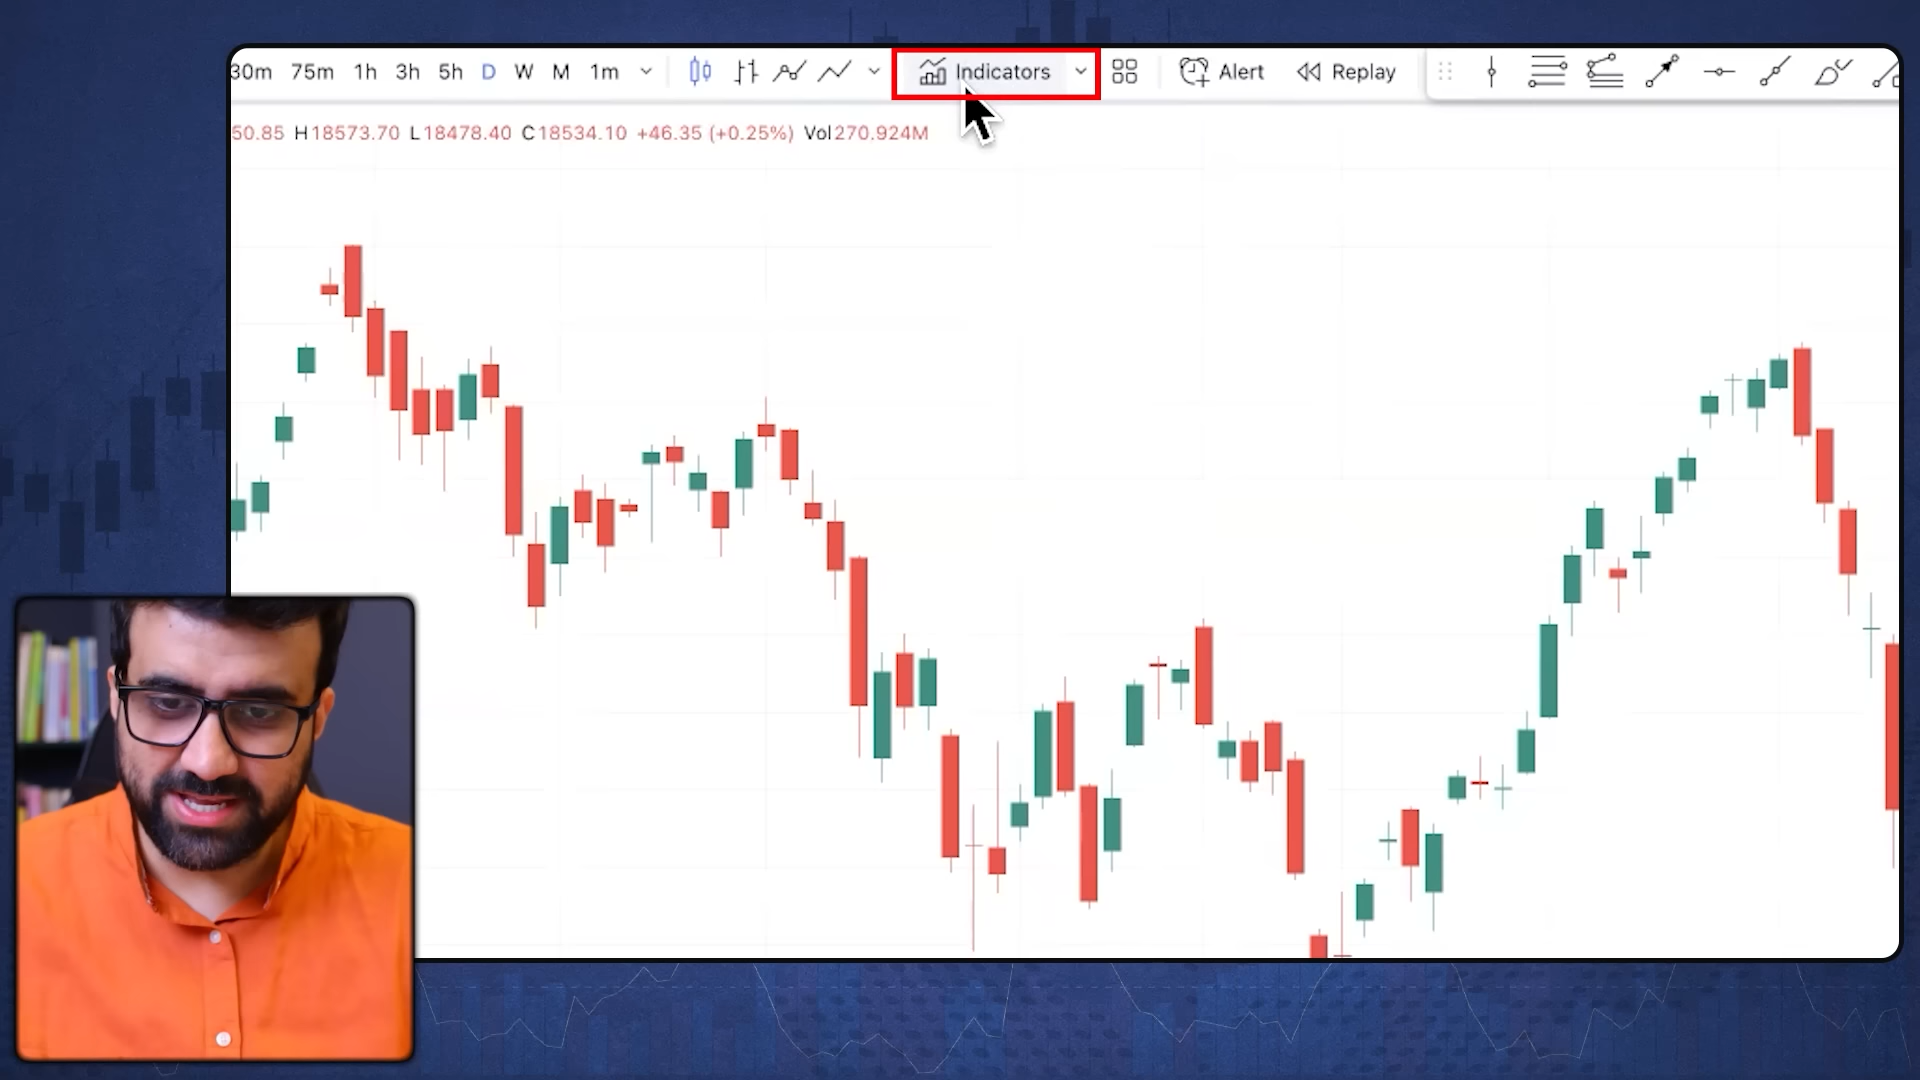 30m 75m 1h 3h 5h D W M 1m Indicators Alert Replay
50.85 H18573.70 L18478.40 C18534.10 +46.35 (+0.25%) Vol270.924M